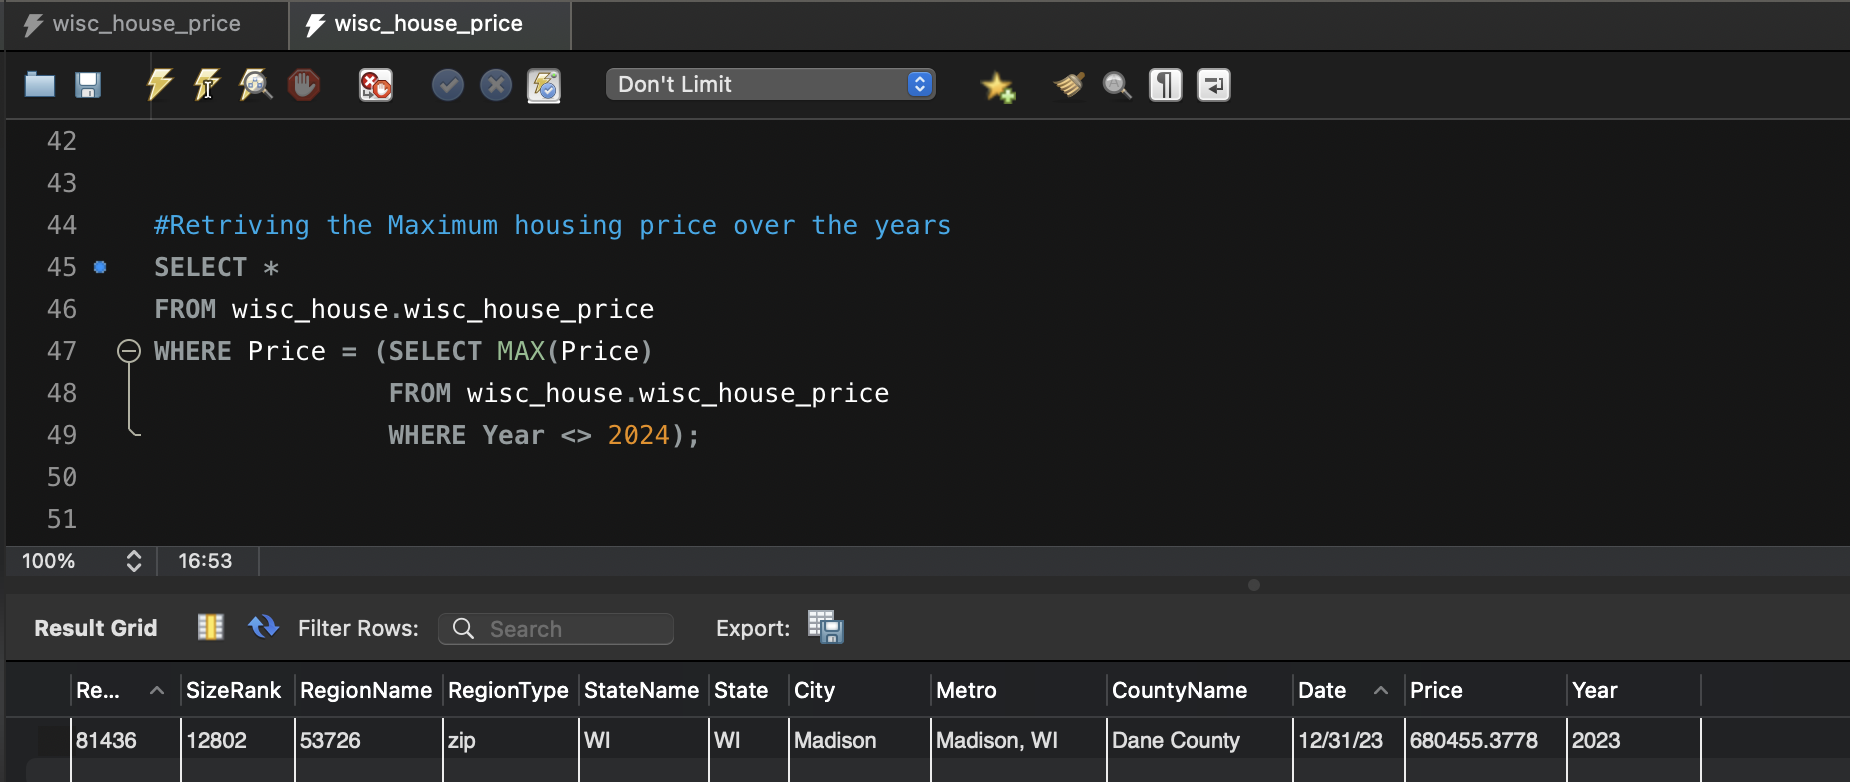 wisc_house_price wisc_house_price
Don't Limit
42
43
44 #Retriving the Maximum housing price over the years
45 SELECT *
46 FROM wisc_house.wisc_house_price
47 WHERE Price = (SELECT MAX(Price)
48 FROM wisc_house.wisc_house_price
49 WHERE Year <> 2024);
50
51
100% 16:53
Result Grid Filter Rows: Search Export:
Re... SizeRank RegionName RegionType StateName State City Metro CountyName Date Price Year
81436 12802 53726 zip WI WI Madison Madison, WI Dane County 12/31/23 680455.3778 2023